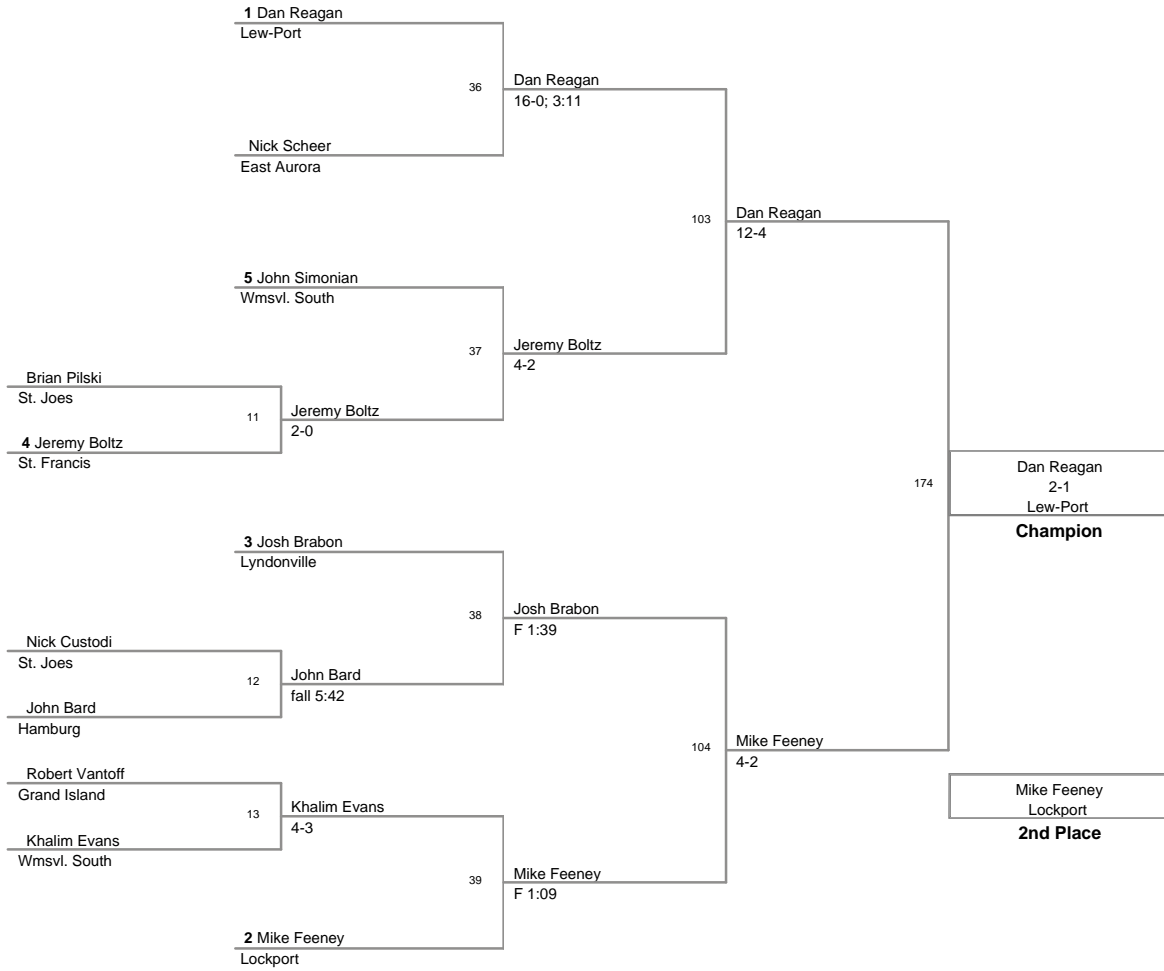 1 Dan Reagan
Lew-Port
36
Dan Reagan
16-0; 3:11
Nick Scheer
East Aurora
103
Dan Reagan
12-4
5 John Simonian
Wmsvl. South
37
Jeremy Boltz
4-2
Brian Pilski
St. Joes
11
Jeremy Boltz
2-0
4 Jeremy Boltz
St. Francis
174
Dan Reagan
2-1
Lew-Port
Champion
3 Josh Brabon
Lyndonville
38
Josh Brabon
F 1:39
Nick Custodi
St. Joes
12
John Bard
fall 5:42
John Bard
Hamburg
104
Mike Feeney
4-2
Robert Vantoff
Grand Island
13
Khalim Evans
4-3
Khalim Evans
Wmsvl. South
39
Mike Feeney
F 1:09
2 Mike Feeney
Lockport
Mike Feeney
Lockport
2nd Place